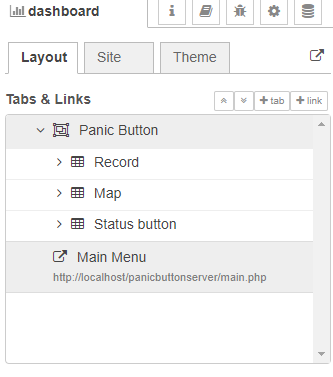 dashboard
Layout Site Theme
Tabs & Links
+ tab + link
Panic Button
Record
Map
Status button
Main Menu
http://localhost/panicbuttonserver/main.php